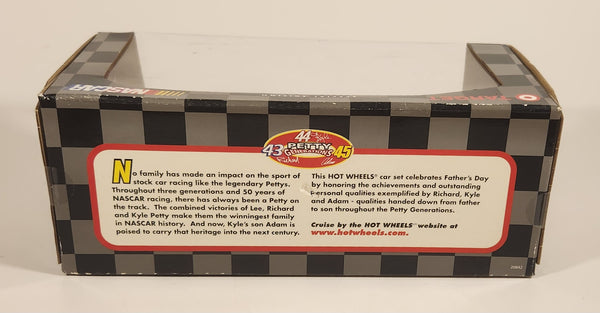 NASCAR
44
43 PETTY 45
GENERATIONS
No family has made an impact on the sport of
stock car racing like the legendary Pettys.
Throughout three generations and 50 years of
NASCAR racing, there has always been a Petty on
the track. The combined victories of Lee, Richard
and Kyle Petty make them the winningest family
in NASCAR history. And now, Kyle's son Adam is
poised to carry that heritage into the next century.
This HOT WHEELS® car set celebrates Father's Day
by honoring the achievements and outstanding
personal qualities exemplified by Richard, Kyle
and Adam - qualities handed down from father
to son throughout the Petty Generations.
Cruise by the HOT WHEELS® website at
www.hotwheels.com.